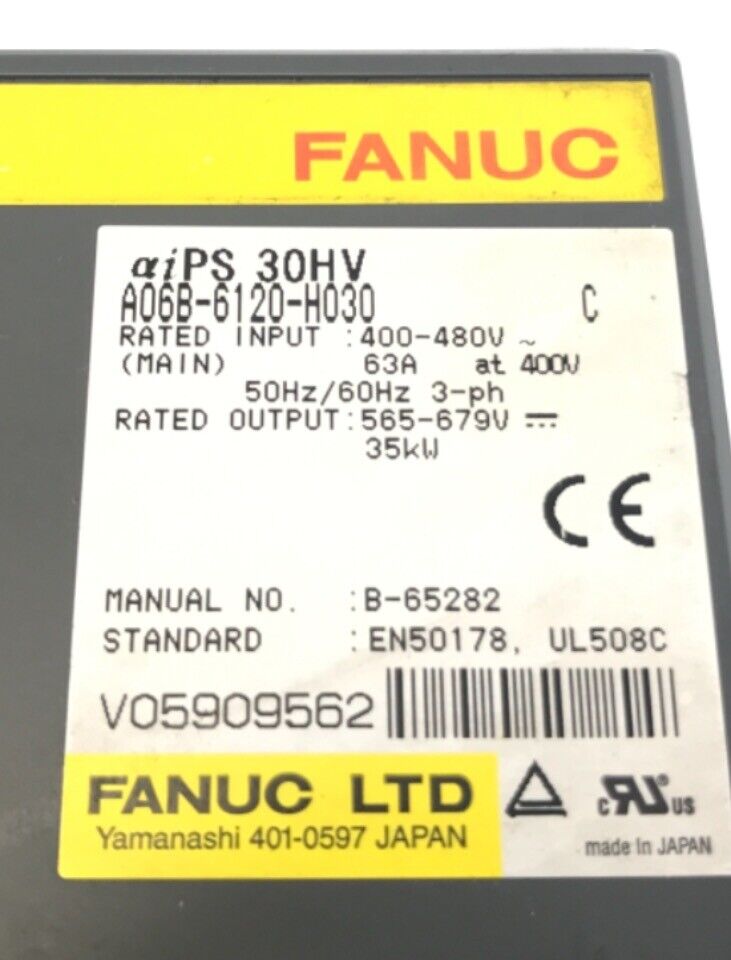 FANUC
αiPS 30HV
A06B-6120-H030 C
RATED INPUT :400-480V ~
(MAIN) 63A at 400V
50Hz/60Hz 3-ph
RATED OUTPUT:565-679V ⎓
35kW
CE
MANUAL NO. :B-65282
STANDARD :EN50178, UL508C
V05909562
FANUC LTD
Yamanashi 401-0597 JAPAN
c RU US
made in JAPAN